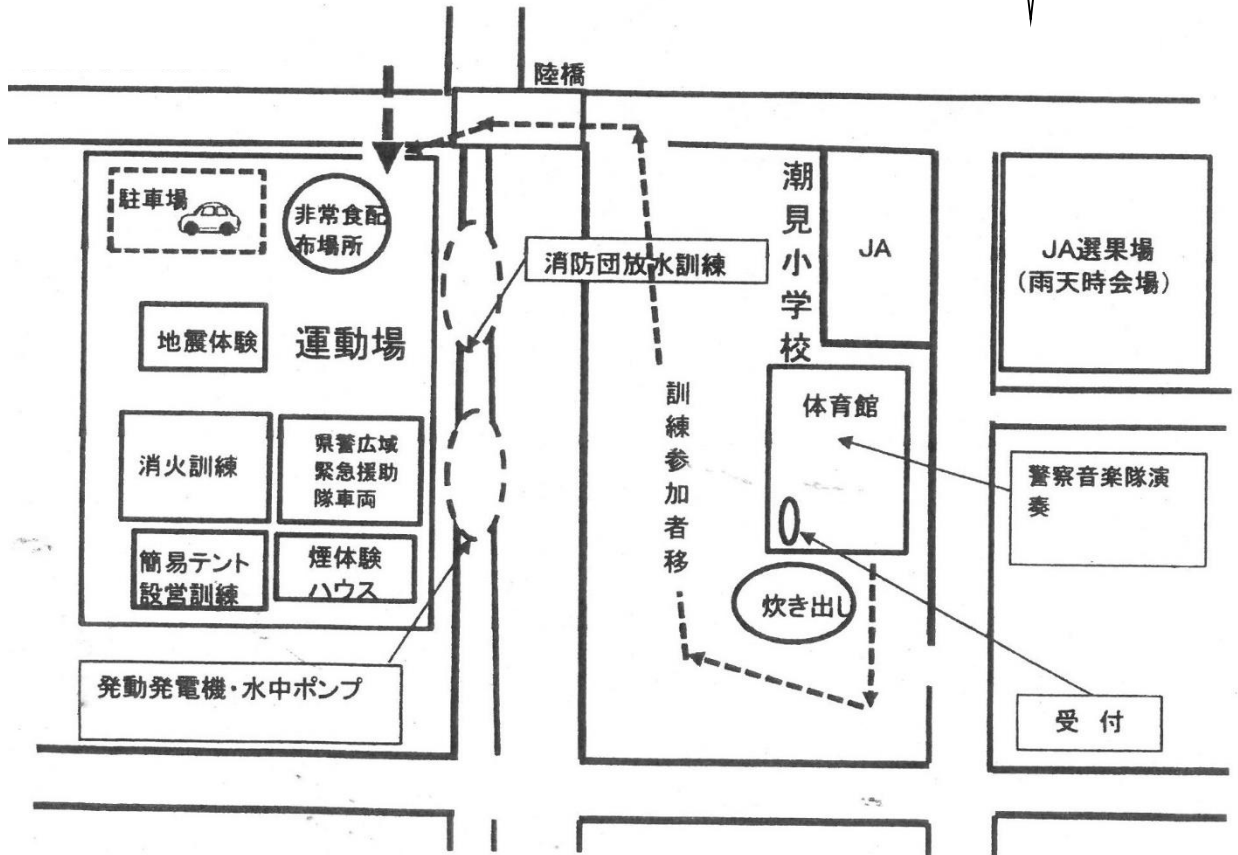 陸橋
駐車場
非常食配
布場所
消防団放水訓練
潮見小学校
JA
JA選果場
(雨天時会場)
地震体験
運動場
訓練参加者移
体育館
消火訓練
県警広域
緊急援助
隊車両
警察音楽隊演
奏
簡易テント
設営訓練
煙体験
ハウス
炊き出し
発動発電機・水中ポンプ
受 付